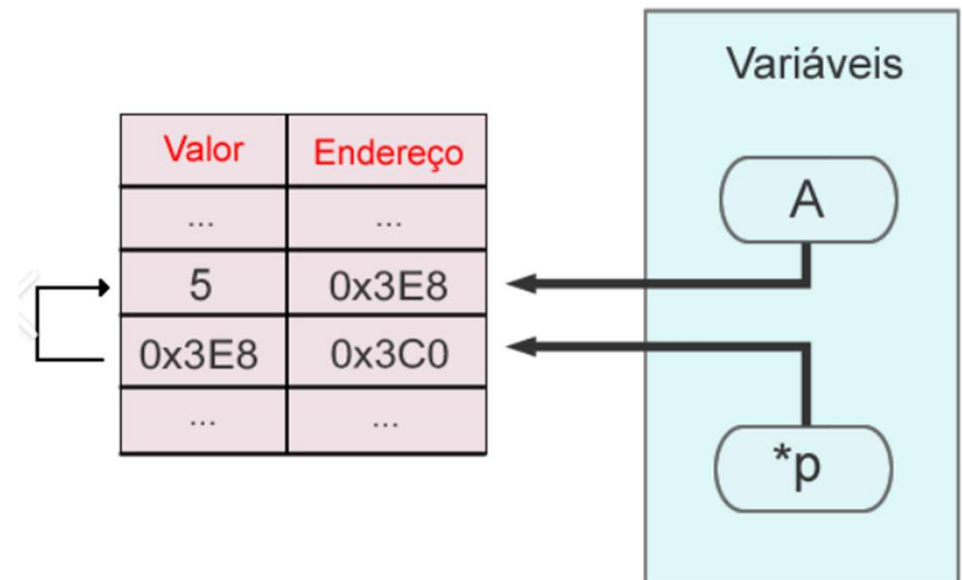 Variáveis
Valor Endereço
... ...
A
5 0x3E8
0x3E8 0x3C0
... ...
*p